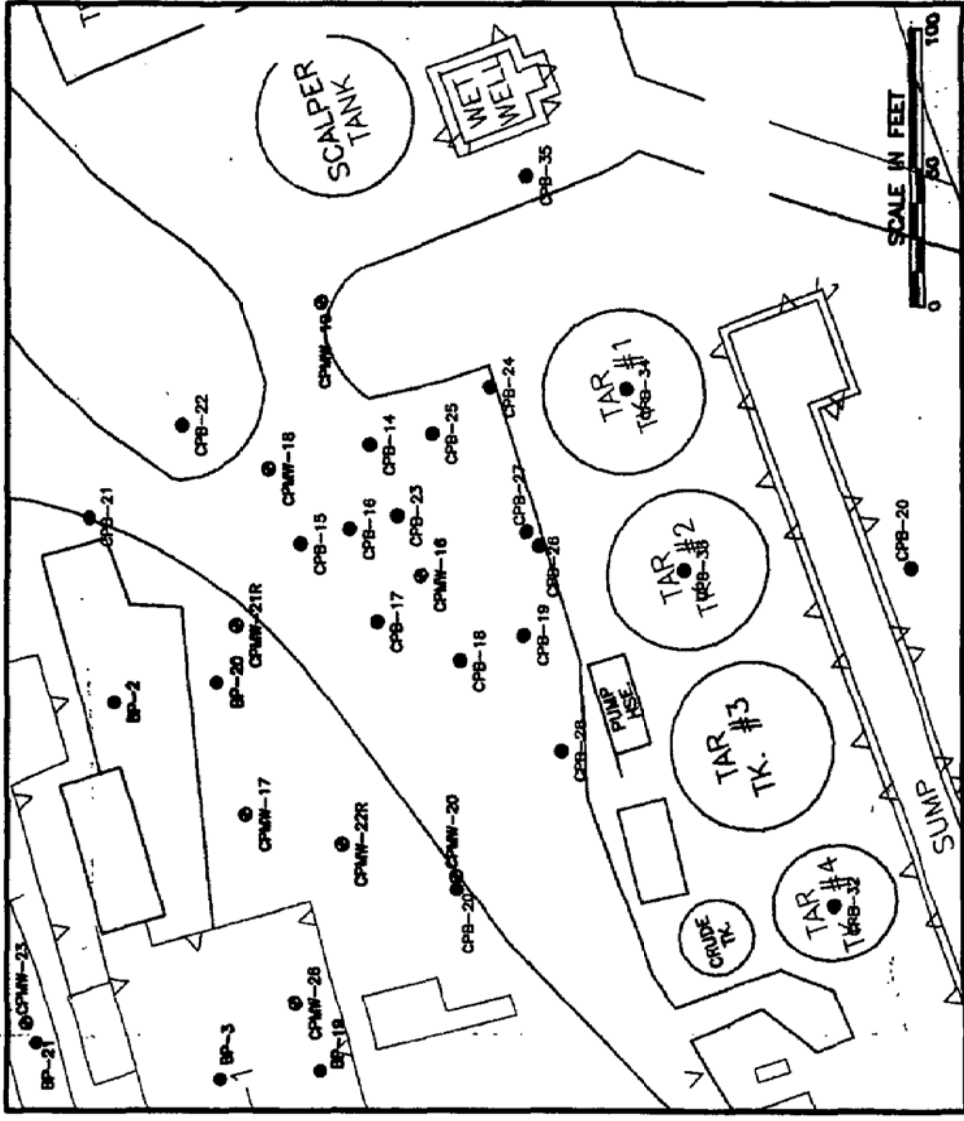 SCALPER
TANK
WET
WELL
CPB-35
CPMW-19
CPB-22
CPB-21
CPMW-18
CPB-14
CPB-25
CPB-24
CPB-15
CPB-16
CPB-23
CPMW-16
CPB-27
CPB-26
CPB-17
CPB-18
CPB-19
CPB-28
CPMW-21R
BP-20
BP-2
CPMW-17
CPMW-22R
CPMW-20
CPB-20
CPMW-23
BP-21
BP-3
CPMW-26
BP-19
PUMP
HSE.
TAR
TK. #1
CPB-34
TAR
TK. #2
TAR
TK. #3
TAR
TK. #4
CPB-32
CRUDE
TK.
SUMP
CPB-20
SCALE IN FEET
0
50
100